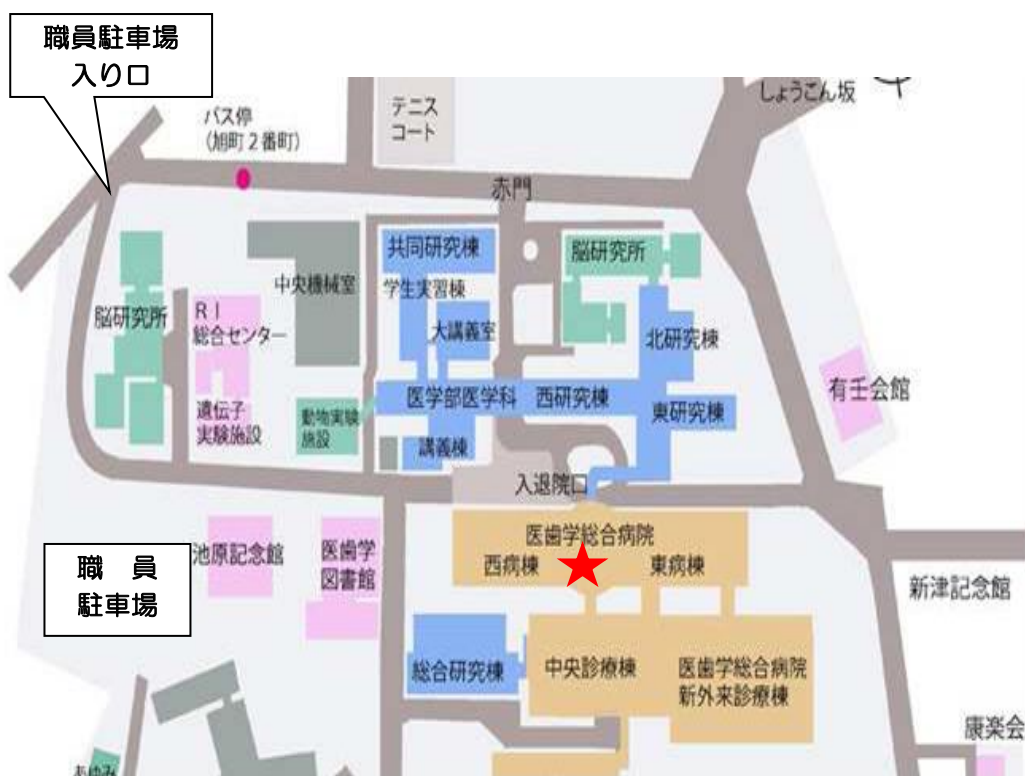 職員駐車場
入り口
バス停
（旭町２番町）
テニス
コート
しょうこん坂
赤門
共同研究棟
脳研究所
中央機械室
学生実習棟
脳研究所
ＲＩ
総合センター
大講義室
北研究棟
有壬会館
医学部医学科
西研究棟
東研究棟
遺伝子
実験施設
動物実験
施設
講義棟
入退院口
医歯学総合病院
西病棟
東病棟
池原記念館
医歯学
図書館
職　員
駐車場
新津記念館
総合研究棟
中央診療棟
医歯学総合病院
新外来診療棟
康楽会
あゆみ